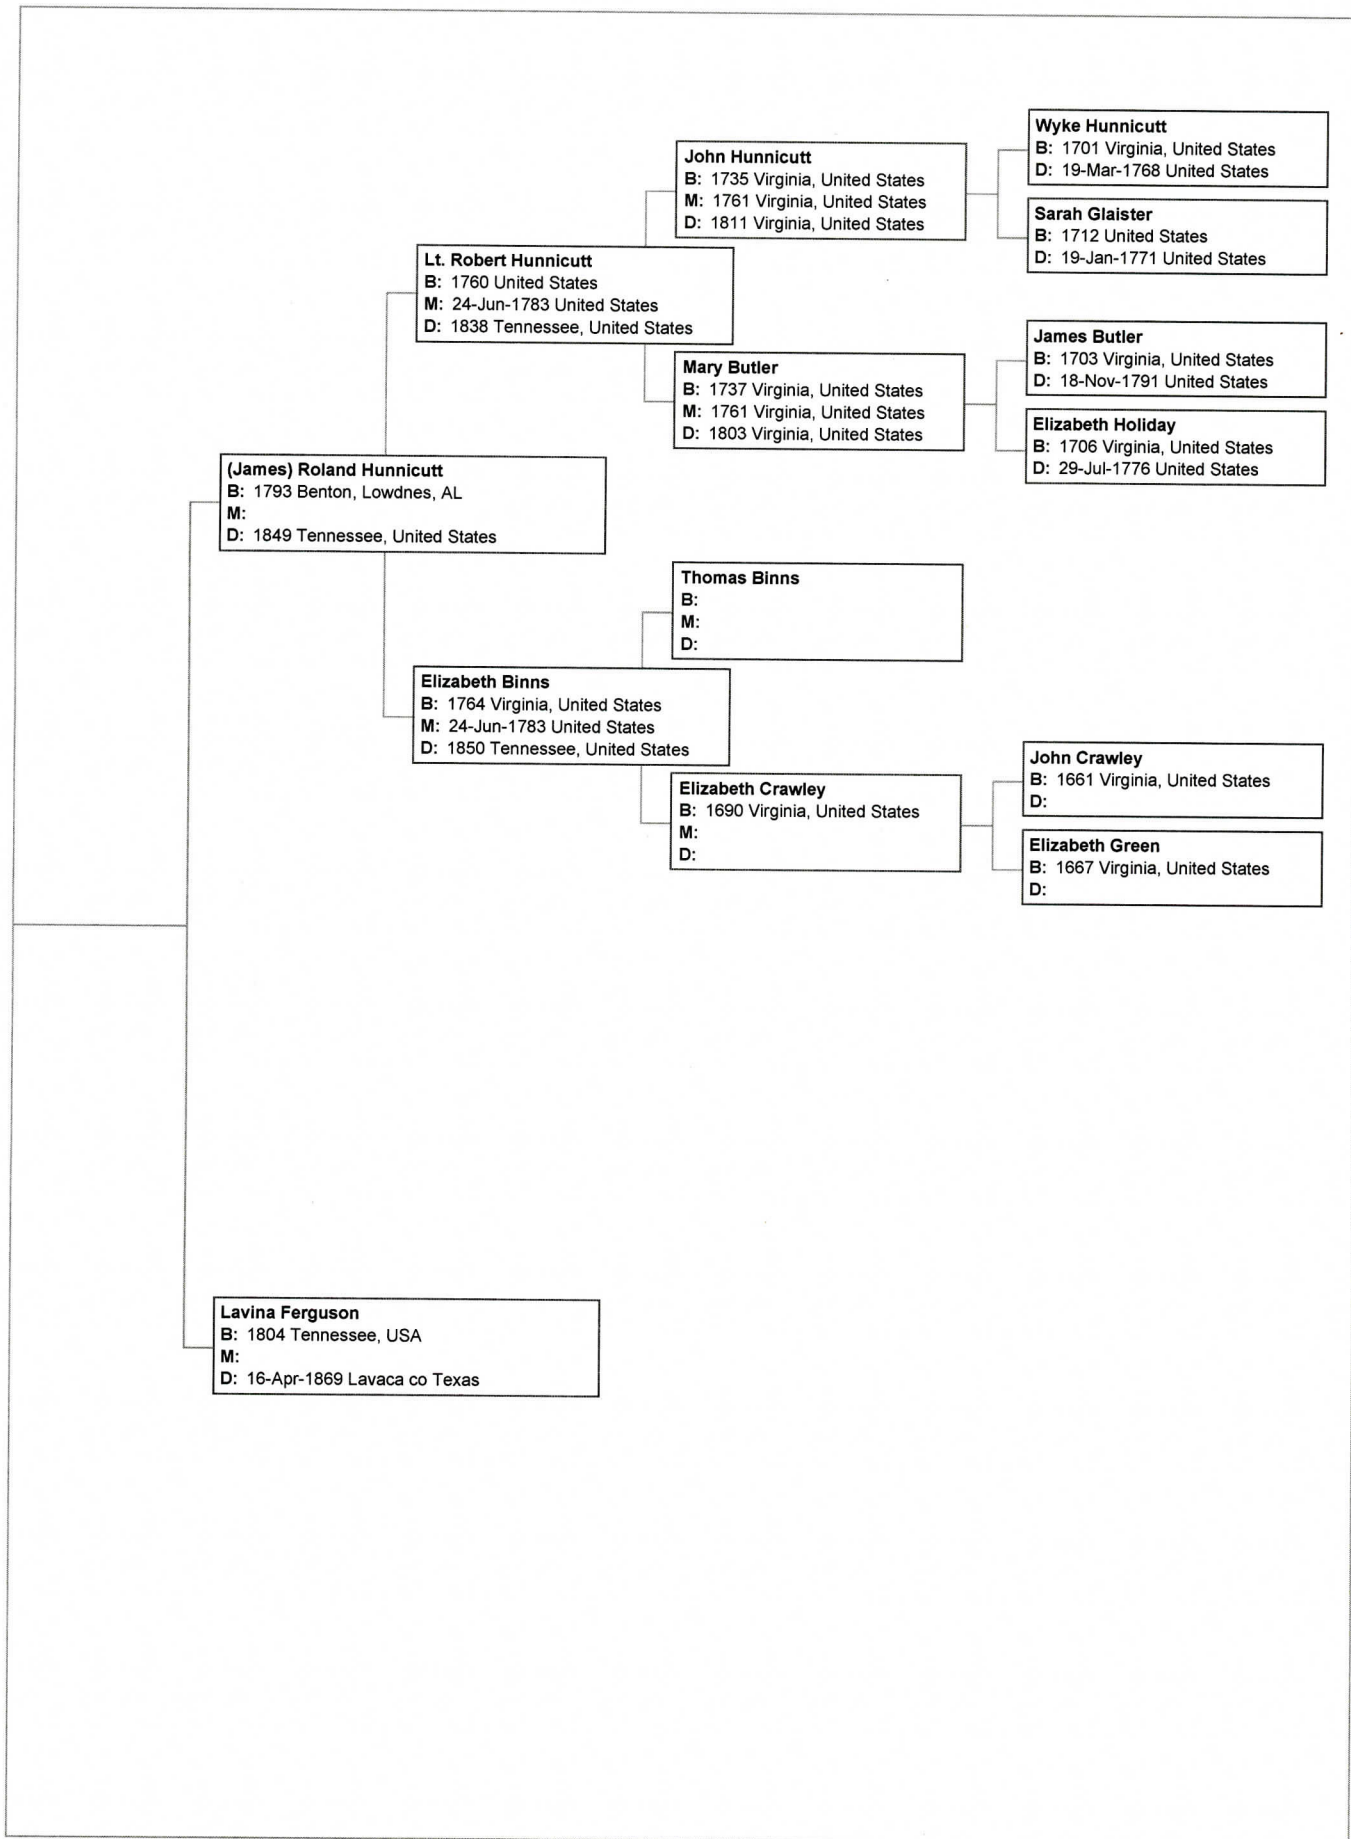 Wyke Hunnicutt
B: 1701 Virginia, United States
D: 19-Mar-1768 United States
John Hunnicutt
B: 1735 Virginia, United States
M: 1761 Virginia, United States
D: 1811 Virginia, United States
Sarah Glaister
B: 1712 United States
D: 19-Jan-1771 United States
Lt. Robert Hunnicutt
B: 1760 United States
M: 24-Jun-1783 United States
D: 1838 Tennessee, United States
James Butler
B: 1703 Virginia, United States
D: 18-Nov-1791 United States
Mary Butler
B: 1737 Virginia, United States
M: 1761 Virginia, United States
D: 1803 Virginia, United States
Elizabeth Holiday
B: 1706 Virginia, United States
D: 29-Jul-1776 United States
(James) Roland Hunnicutt
B: 1793 Benton, Lowdnes, AL
M:
D: 1849 Tennessee, United States
Thomas Binns
B:
M:
D:
Elizabeth Binns
B: 1764 Virginia, United States
M: 24-Jun-1783 United States
D: 1850 Tennessee, United States
John Crawley
B: 1661 Virginia, United States
D:
Elizabeth Crawley
B: 1690 Virginia, United States
M:
D:
Elizabeth Green
B: 1667 Virginia, United States
D:
Lavina Ferguson
B: 1804 Tennessee, USA
M:
D: 16-Apr-1869 Lavaca co Texas